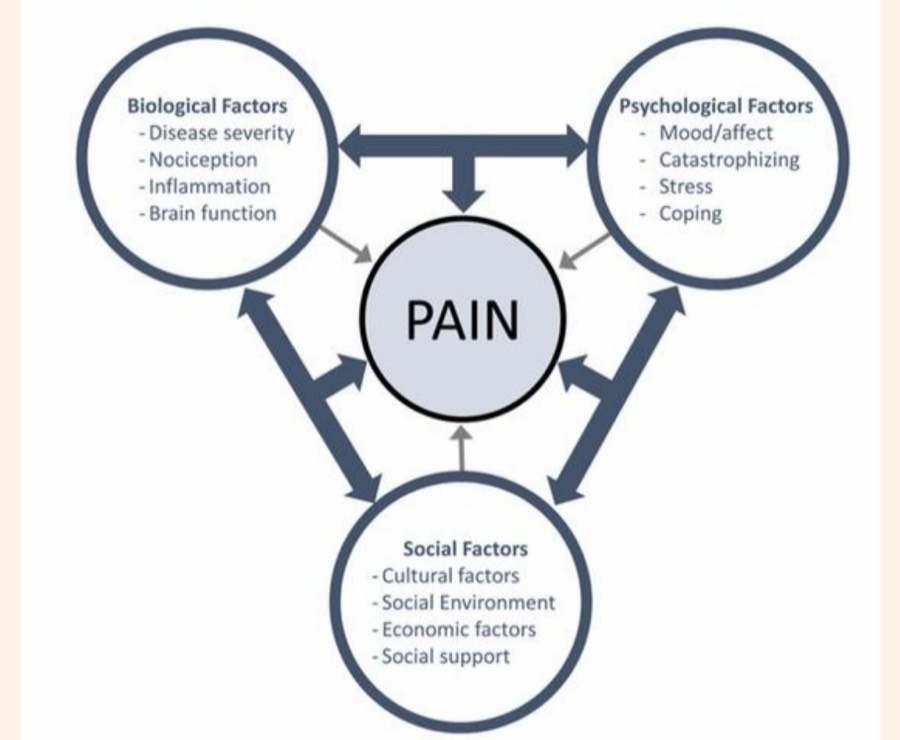 Biological Factors
- Disease severity
- Nociception
- Inflammation
- Brain function
Psychological Factors
- Mood/affect
- Catastrophizing
- Stress
- Coping
PAIN
Social Factors
- Cultural factors
- Social Environment
- Economic factors
- Social support